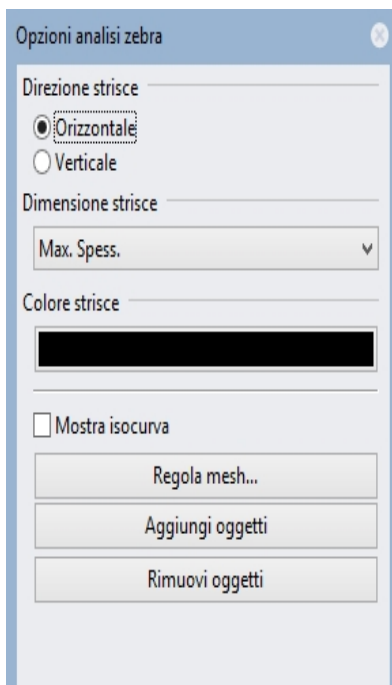 Opzioni analisi zebra
Direzione strisce
Orizzontale
Verticale
Dimensione strisce
Max. Spess.
Colore strisce
Mostra isocurva
Regola mesh...
Aggiungi oggetti
Rimuovi oggetti